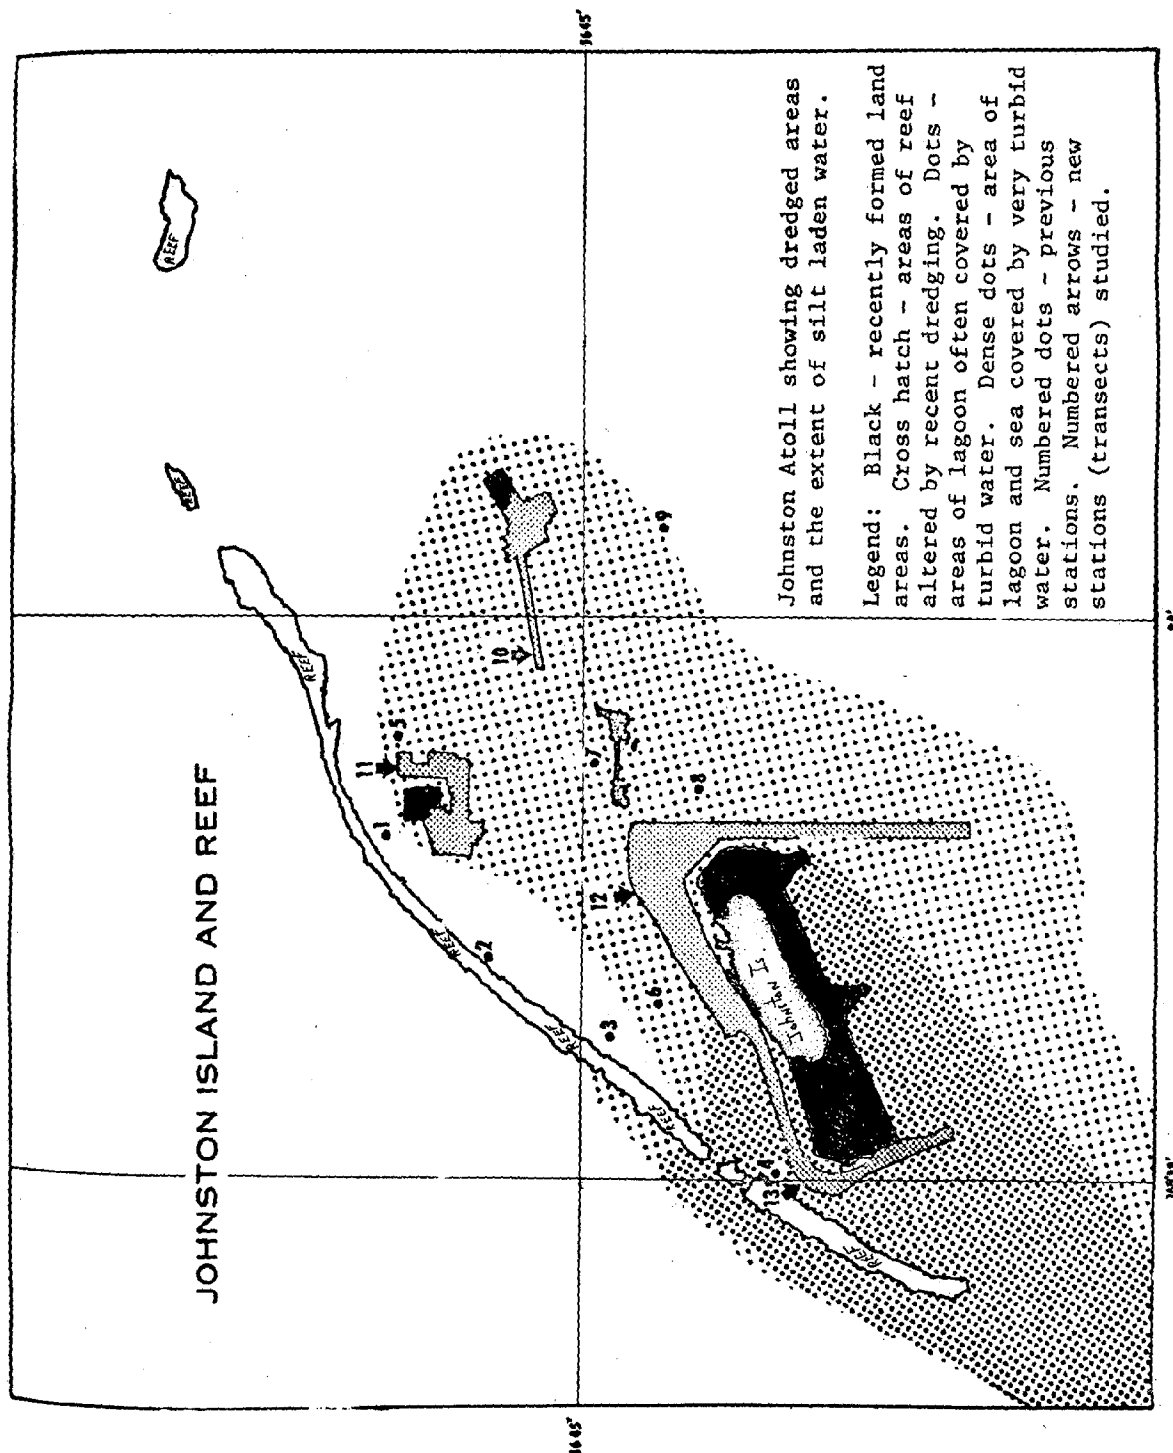 JOHNSTON ISLAND AND REEF
1645'
REEF
REEF
REEF
REEF
REEF
REEF
REEF
1
2
3
4
5
6
7
8
9
10
11
12
13
Johnston Is.
1645'
Johnston Atoll showing dredged areas
and the extent of silt laden water.
Legend: Black - recently formed land
areas. Cross hatch - areas of reef
altered by recent dredging. Dots -
areas of lagoon often covered by
turbid water. Dense dots - area of
lagoon and sea covered by very turbid
water. Numbered dots - previous
stations. Numbered arrows - new
stations (transects) studied.